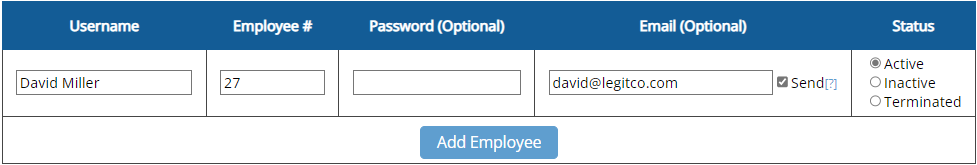 Username Employee # Password (Optional) Email (Optional) Status
David Miller 27 david@legitco.com Send[?] Active
Inactive
Terminated
Add Employee